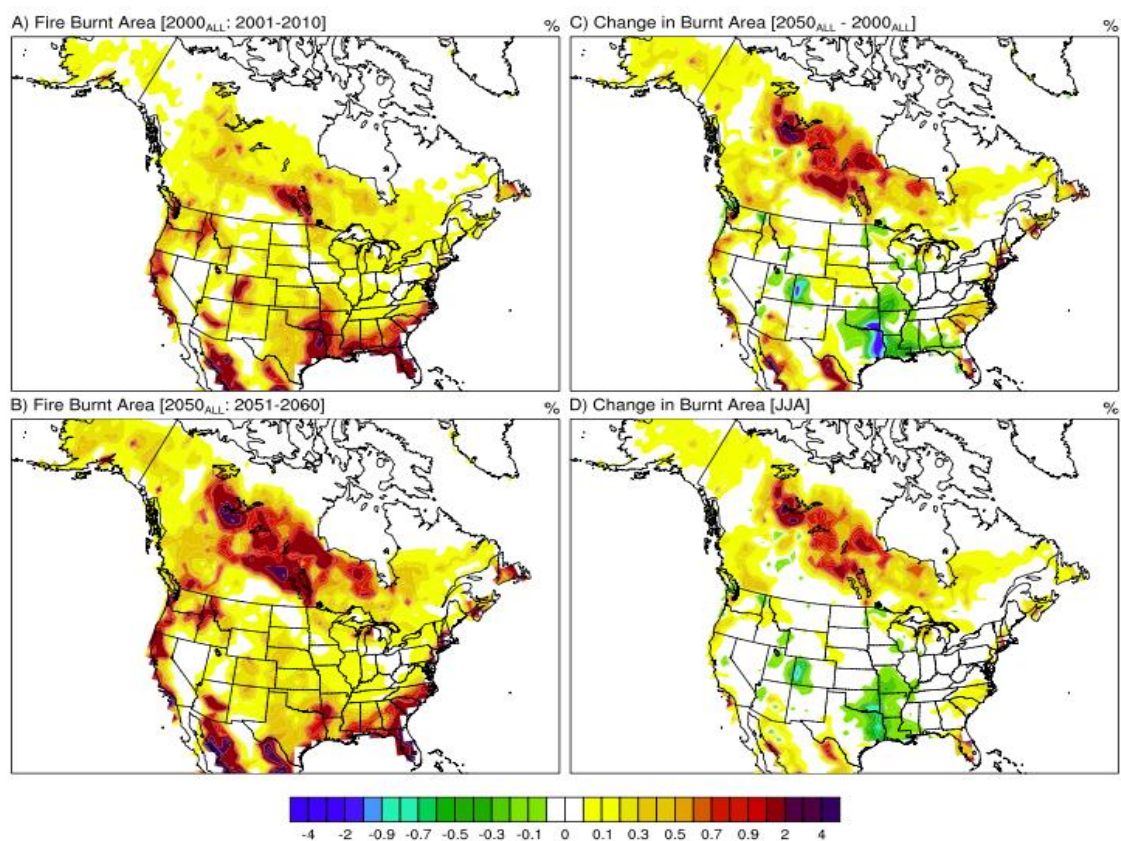 A) Fire Burnt Area [2000ALL: 2001-2010] %
C) Change in Burnt Area [2050ALL - 2000ALL] %
B) Fire Burnt Area [2050ALL: 2051-2060] %
D) Change in Burnt Area [JJA] %
-4 -2 -0.9 -0.7 -0.5 -0.3 -0.1 0 0.1 0.3 0.5 0.7 0.9 2 4